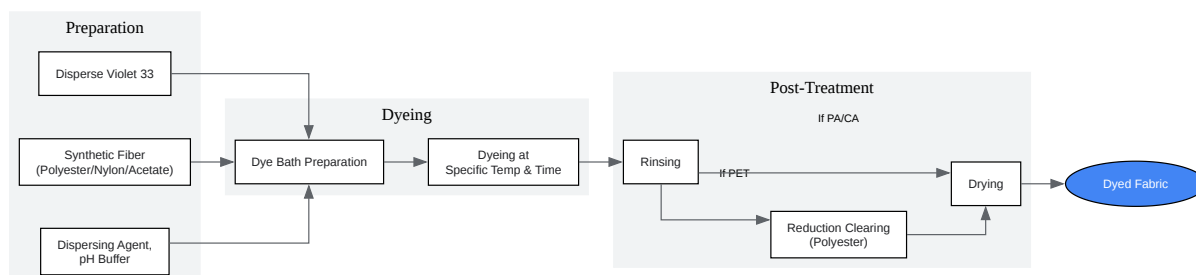 Preparation
Disperse Violet 33
Synthetic Fiber
(Polyester/Nylon/Acetate)
Dispersing Agent,
pH Buffer
Dyeing
Dye Bath Preparation
Dyeing at
Specific Temp & Time
Post-Treatment
If PA/CA
Rinsing
If PET
Reduction Clearing
(Polyester)
Drying
Dyed Fabric